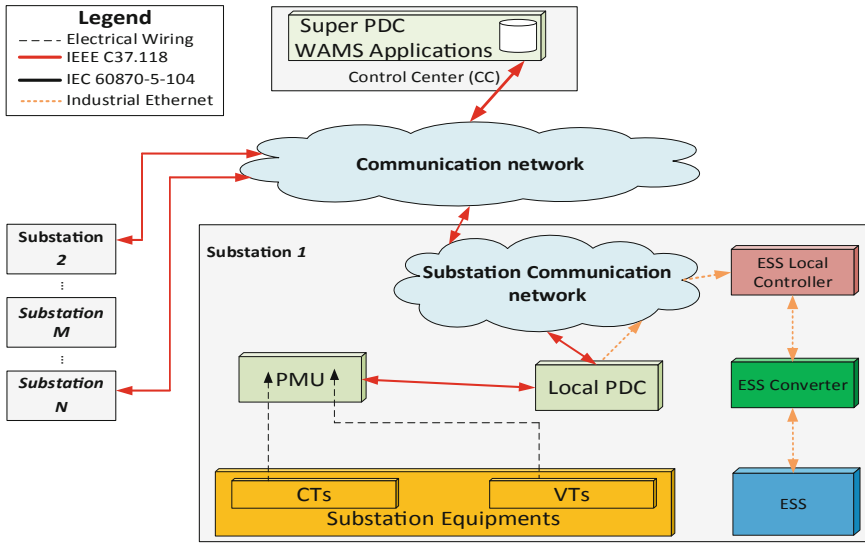 Legend
Electrical Wiring
IEEE C37.118
IEC 60870-5-104
Industrial Ethernet
Super PDC
WAMS Applications
Control Center (CC)
Communication network
Substation
2
...
Substation
M
...
Substation
N
Substation 1
Substation Communication
network
ESS Local
Controller
PMU
Local PDC
ESS Converter
CTs
VTs
Substation Equipments
ESS